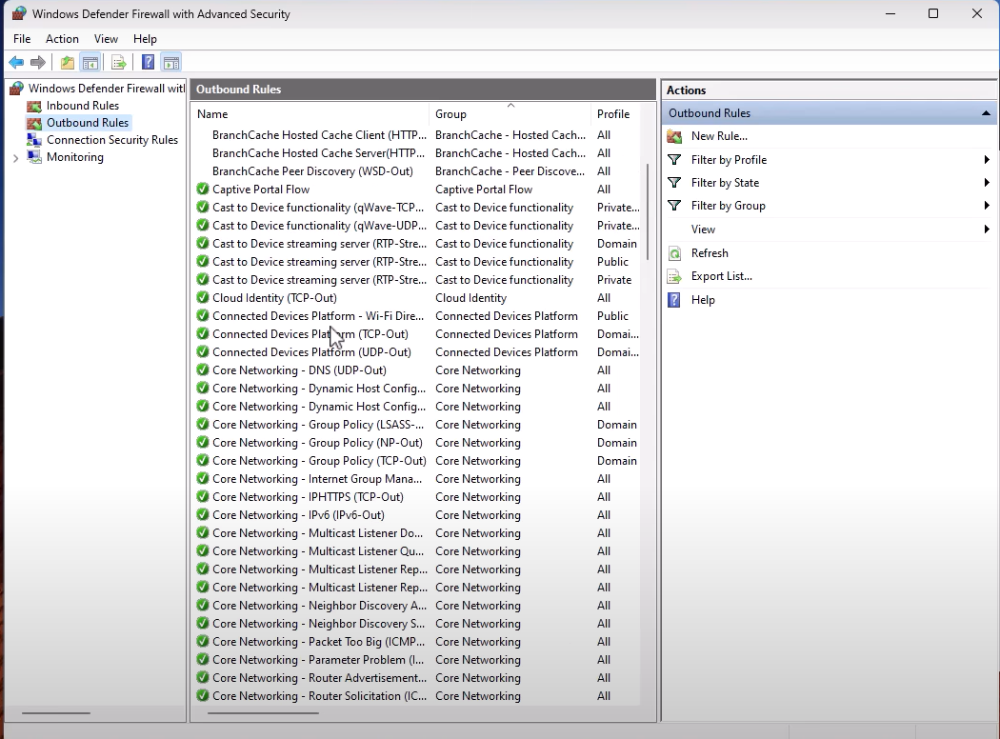 Windows Defender Firewall with Advanced Security
File Action View Help
Windows Defender Firewall with
Inbound Rules
Outbound Rules
Connection Security Rules
Monitoring
Outbound Rules
Name Group Profile
BranchCache Hosted Cache Client (HTTP... BranchCache - Hosted Cach... All
BranchCache Hosted Cache Server(HTTP... BranchCache - Hosted Cach... All
BranchCache Peer Discovery (WSD-Out) BranchCache - Peer Discove... All
Captive Portal Flow Captive Portal Flow All
Cast to Device functionality (qWave-TCP... Cast to Device functionality Private...
Cast to Device functionality (qWave-UDP... Cast to Device functionality Private...
Cast to Device streaming server (RTP-Stre... Cast to Device functionality Domain
Cast to Device streaming server (RTP-Stre... Cast to Device functionality Public
Cast to Device streaming server (RTP-Stre... Cast to Device functionality Private
Cloud Identity (TCP-Out) Cloud Identity All
Connected Devices Platform - Wi-Fi Dire... Connected Devices Platform Public
Connected Devices Platform (TCP-Out) Connected Devices Platform Domai...
Connected Devices Platform (UDP-Out) Connected Devices Platform Domai...
Core Networking - DNS (UDP-Out) Core Networking All
Core Networking - Dynamic Host Config... Core Networking All
Core Networking - Dynamic Host Config... Core Networking All
Core Networking - Group Policy (LSASS-... Core Networking Domain
Core Networking - Group Policy (NP-Out) Core Networking Domain
Core Networking - Group Policy (TCP-Out) Core Networking Domain
Core Networking - Internet Group Mana... Core Networking All
Core Networking - IPHTTPS (TCP-Out) Core Networking All
Core Networking - IPv6 (IPv6-Out) Core Networking All
Core Networking - Multicast Listener Do... Core Networking All
Core Networking - Multicast Listener Qu... Core Networking All
Core Networking - Multicast Listener Rep... Core Networking All
Core Networking - Multicast Listener Rep... Core Networking All
Core Networking - Neighbor Discovery A... Core Networking All
Core Networking - Neighbor Discovery S... Core Networking All
Core Networking - Packet Too Big (ICMP... Core Networking All
Core Networking - Parameter Problem (I... Core Networking All
Core Networking - Router Advertisement... Core Networking All
Core Networking - Router Solicitation (IC... Core Networking All
Actions
Outbound Rules
New Rule...
Filter by Profile
Filter by State
Filter by Group
View
Refresh
Export List...
Help